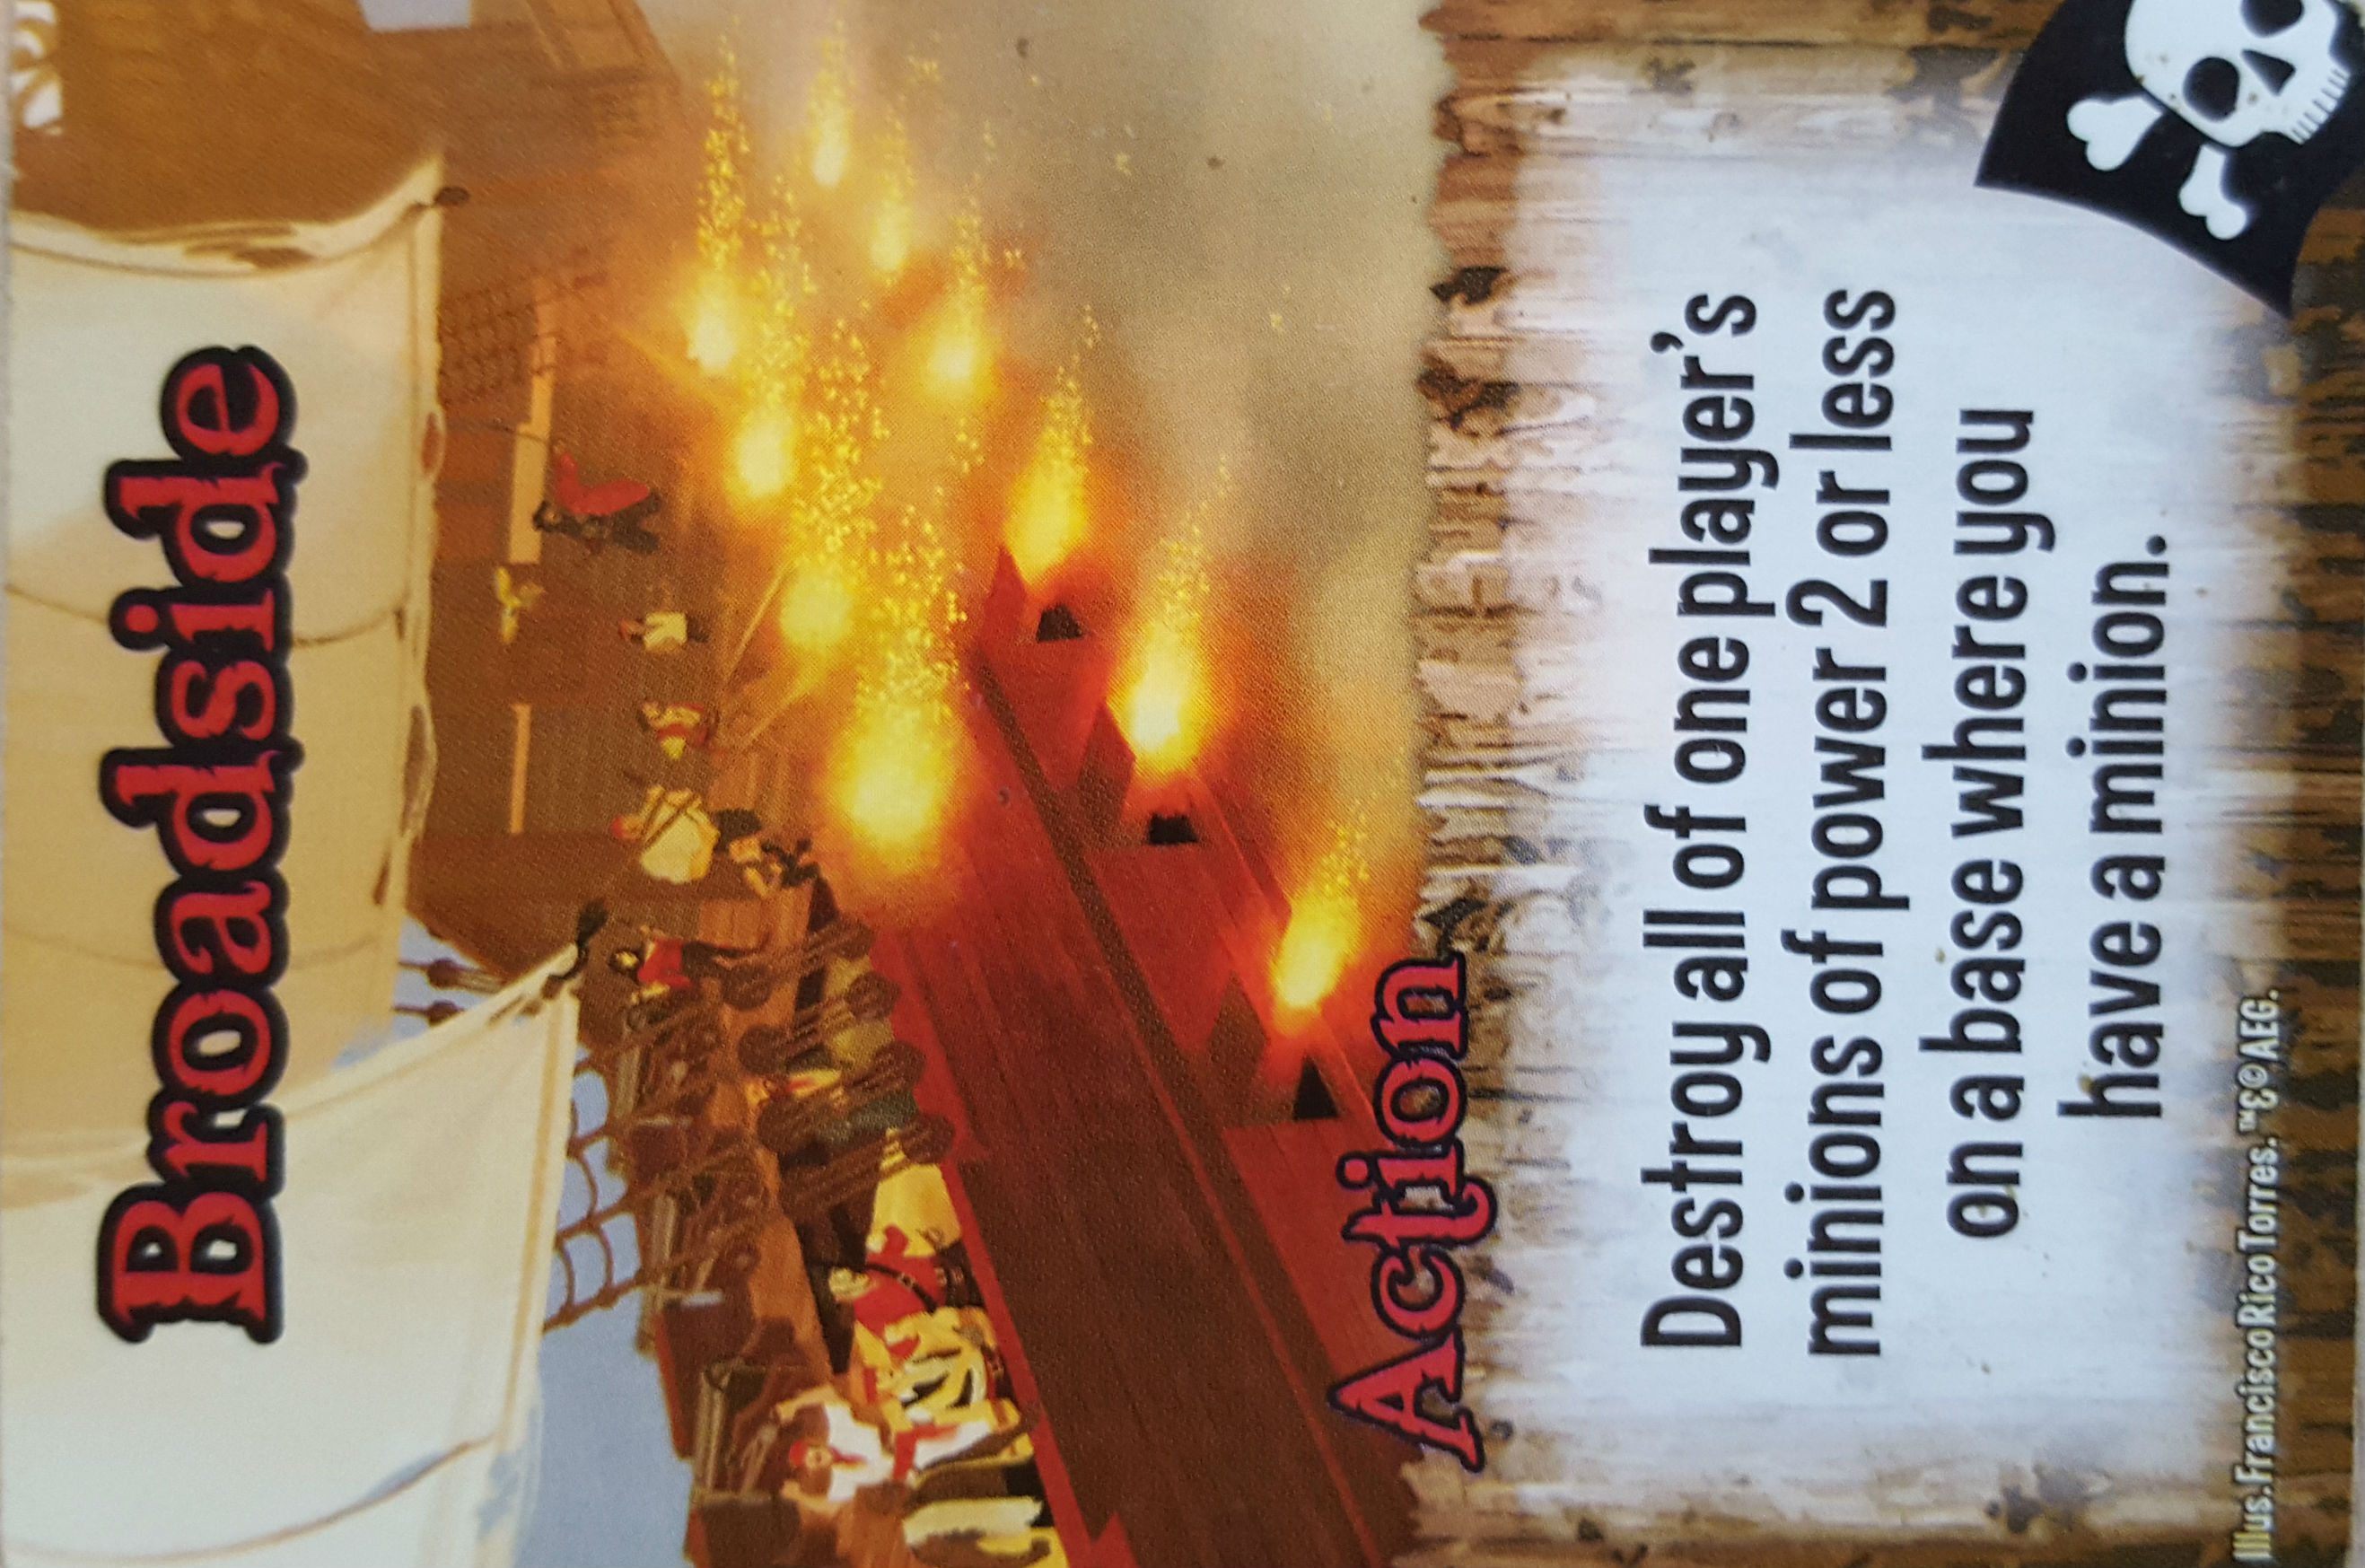 Broadside
Action
Destroy all of one player's
minions of power 2 or less
on a base where you
have a minion.
Illus. Francisco Rico Torres. ™&© AEG.